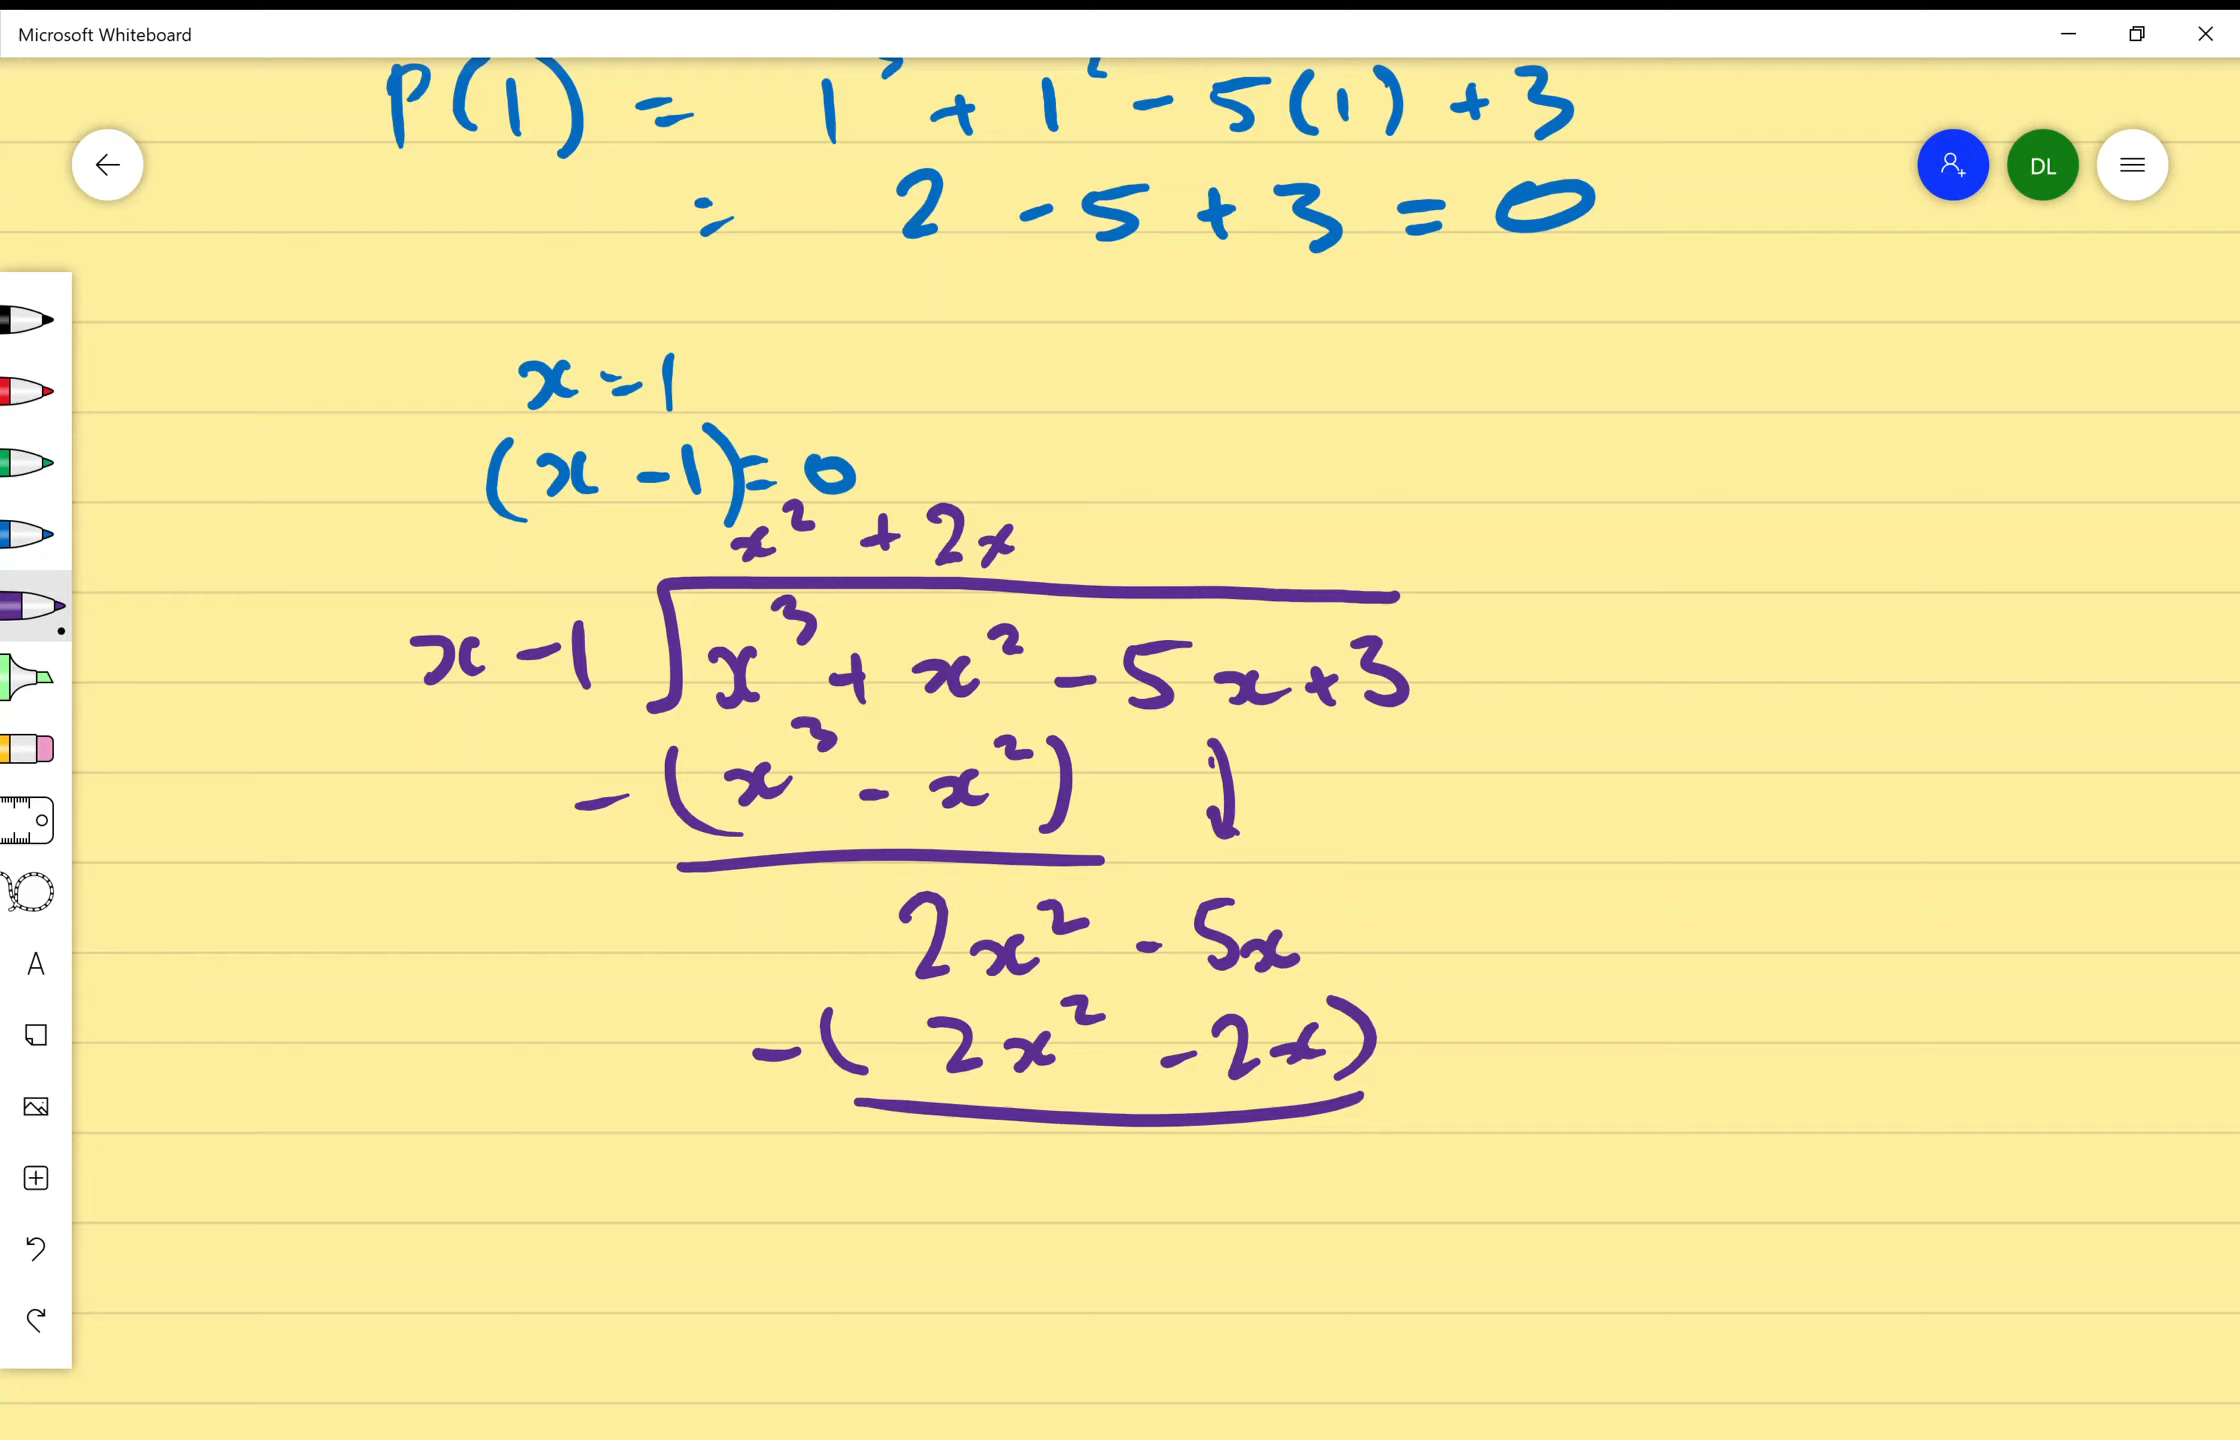 Microsoft Whiteboard
P(1) = 1³ + 1² - 5(1) + 3
= 2 - 5 + 3 = 0
DL
x = 1
(x - 1) = 0
x² + 2x
x - 1 x³ + x² - 5x + 3
- (x³ - x²)
2x² - 5x
- (2x² - 2x)
A